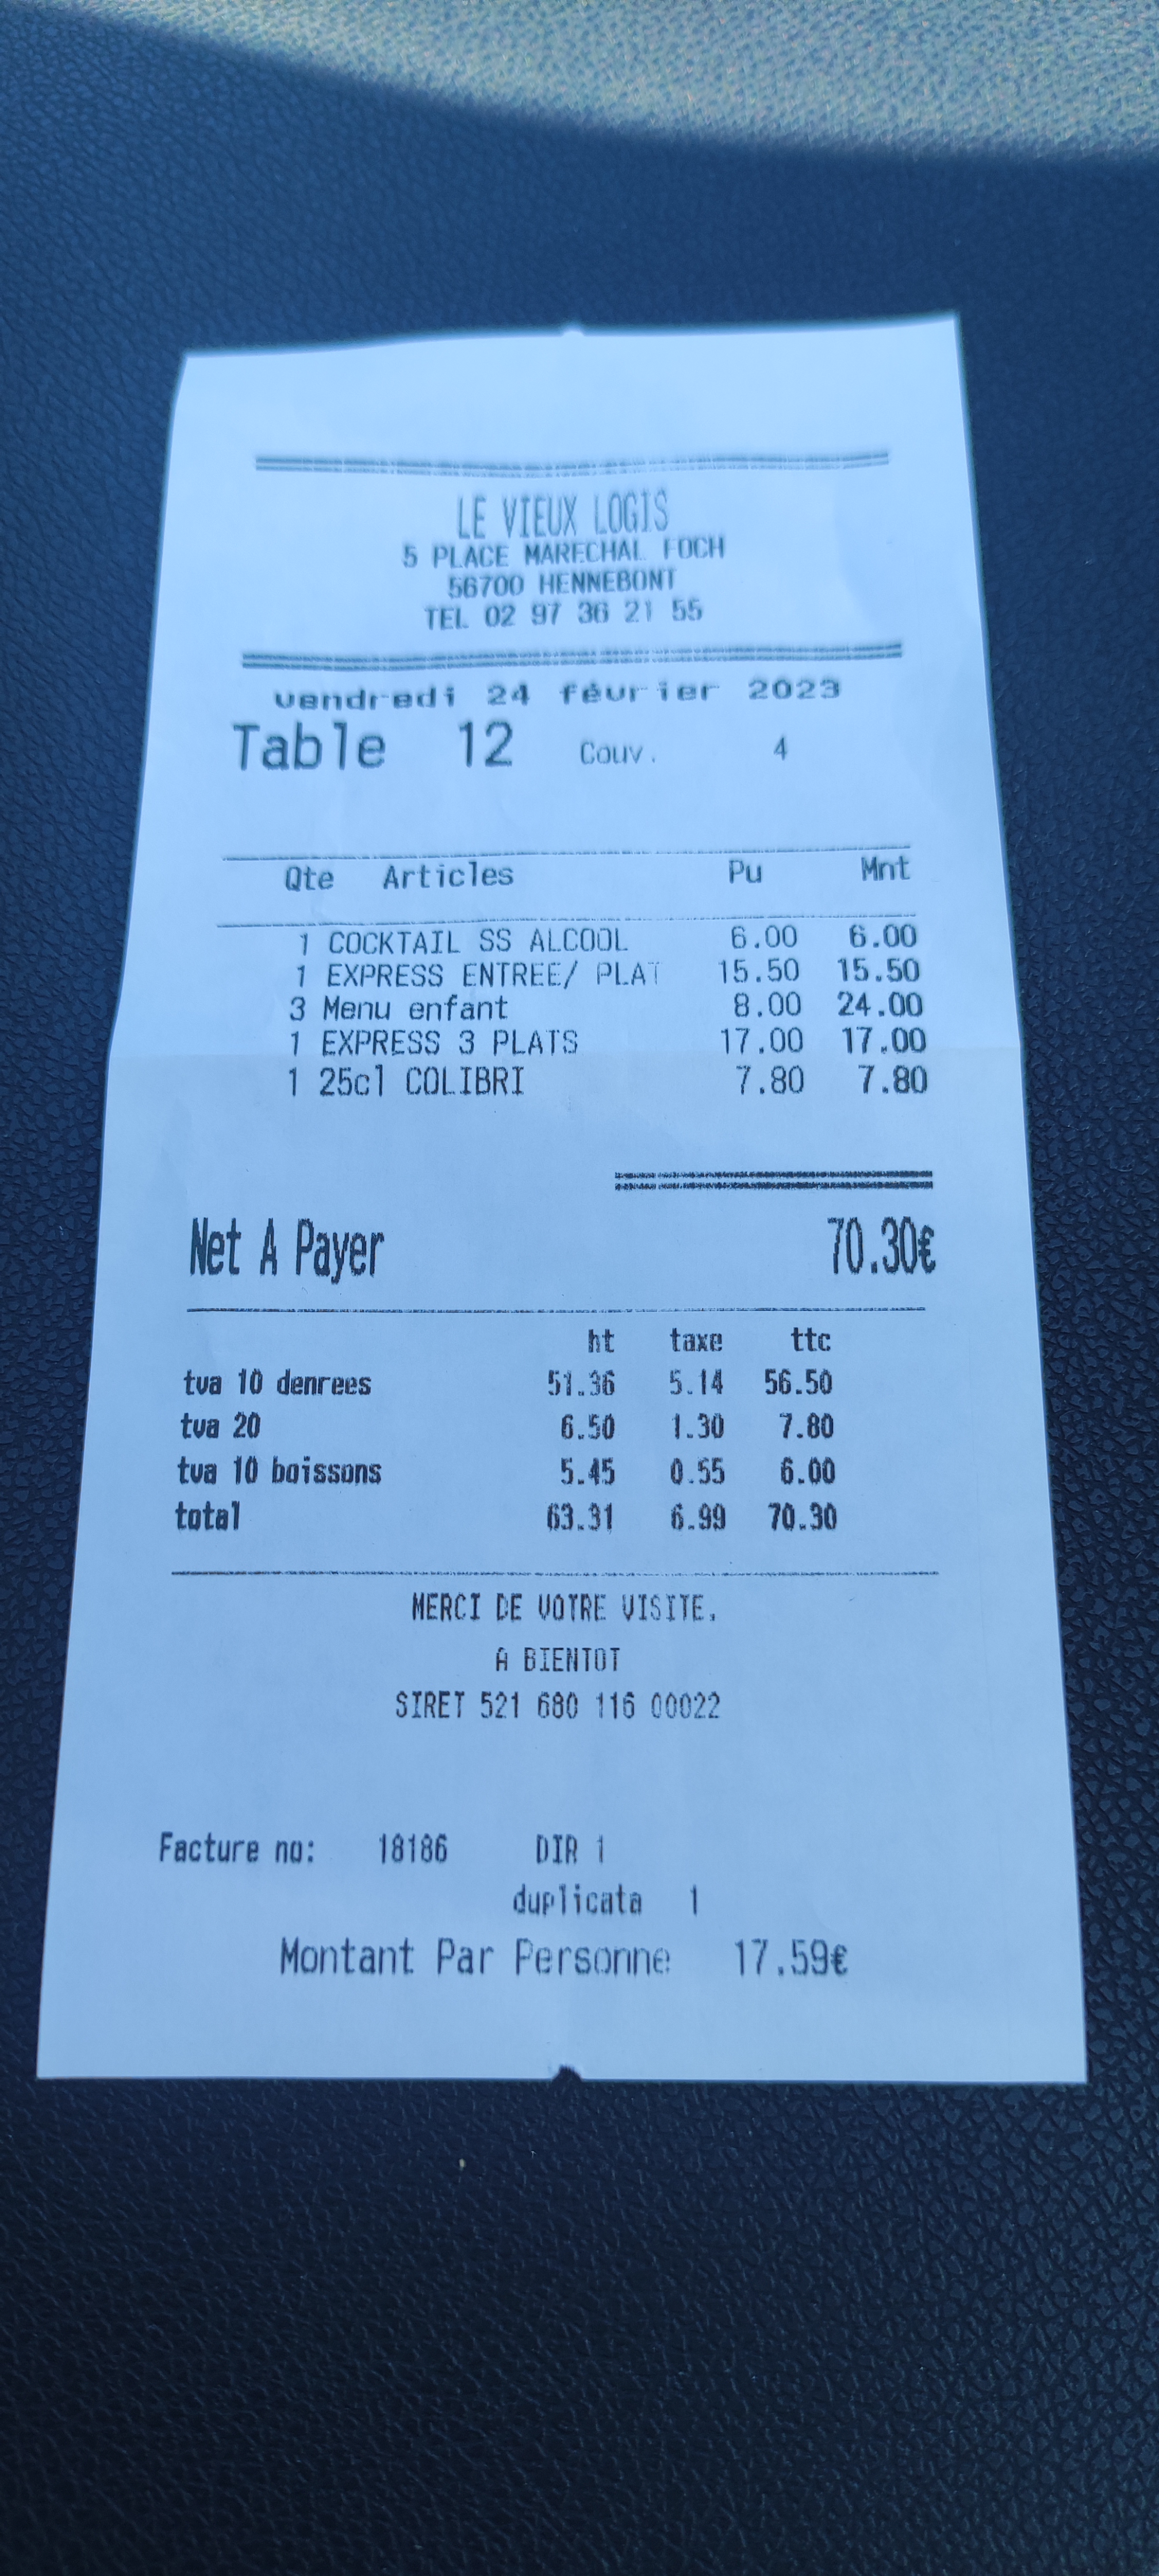 LE VIEUX LOGIS
5 PLACE MARECHAL FOCH
56700 HENNEBONT
TEL 02 97 36 21 55
vendredi 24 février 2023
Table 12 Couv. 4
Qte Articles Pu Mnt
1 COCKTAIL SS ALCOOL 6.00 6.00
1 EXPRESS ENTREE/ PLAT 15.50 15.50
3 Menu enfant 8.00 24.00
1 EXPRESS 3 PLATS 17.00 17.00
1 25cl COLIBRI 7.80 7.80
Net A Payer 70.30€
ht taxe ttc
tva 10 denrees 51.36 5.14 56.50
tva 20 6.50 1.30 7.80
tva 10 boissons 5.45 0.55 6.00
total 63.31 6.99 70.30
MERCI DE VOTRE VISITE.
A BIENTOT
SIRET 521 680 116 00022
Facture no: 18186 DIR 1
duplicata 1
Montant Par Personne 17.59€